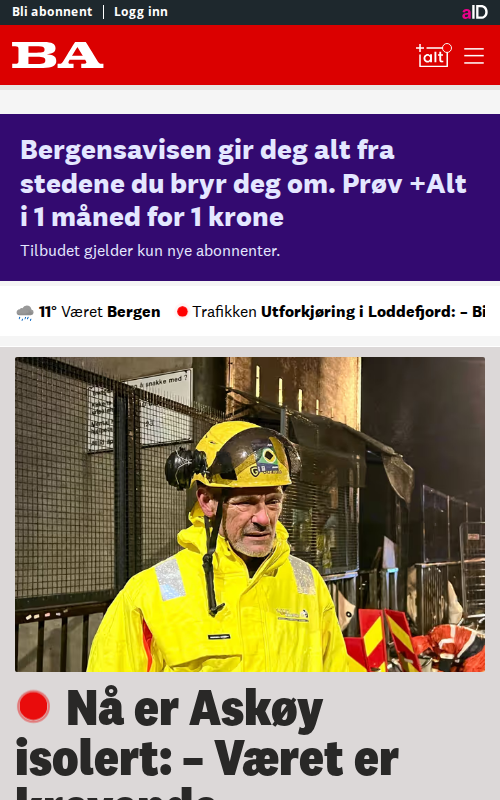 Bli abonnent | Logg inn
aID
BA
+alt
Bergensavisen gir deg alt fra
stedene du bryr deg om. Prøv +Alt
i 1 måned for 1 krone
Tilbudet gjelder kun nye abonnenter.
11° Været Bergen Trafikken Utforkjøring i Loddefjord: – Bi
å snakke med ?
Nå er Askøy
isolert: – Været er
krevende